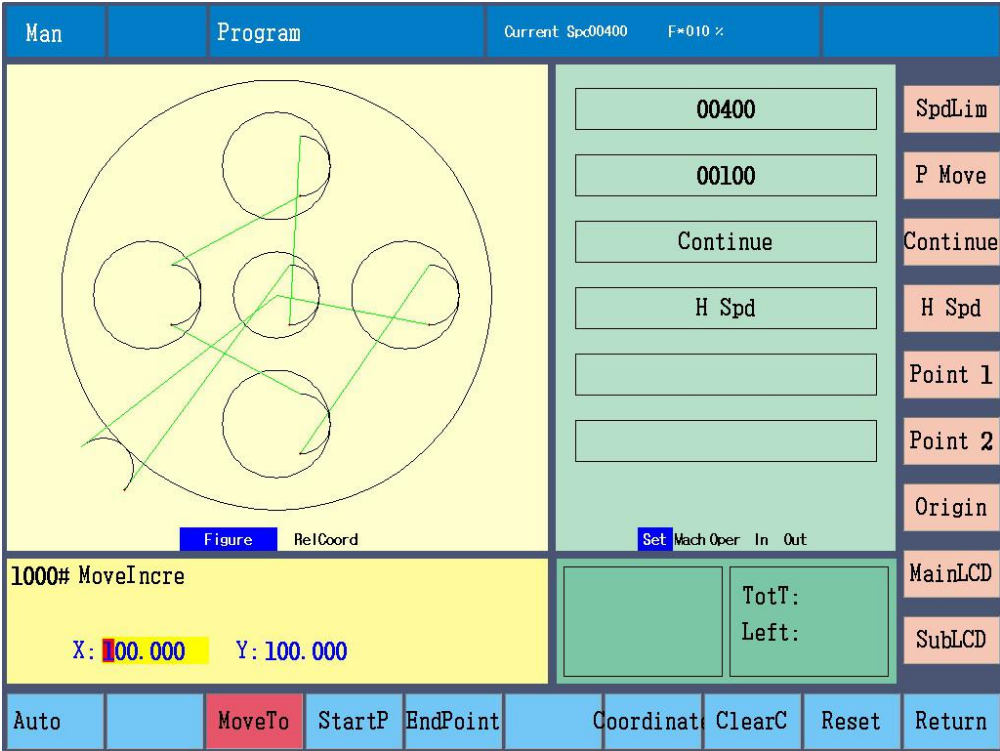 Man Program Current Spc00400 F*010 %
00400 SpdLim
00100 P Move
Continue Continue
H Spd H Spd
Point 1
Point 2
Origin
Figure RelCoord Set Mach Oper In Out
1000# MoveIncre MainLCD
TotT:
Left:
X: 100.000 Y: 100.000 SubLCD
Auto MoveTo StartP EndPoint Coordinate ClearC Reset Return